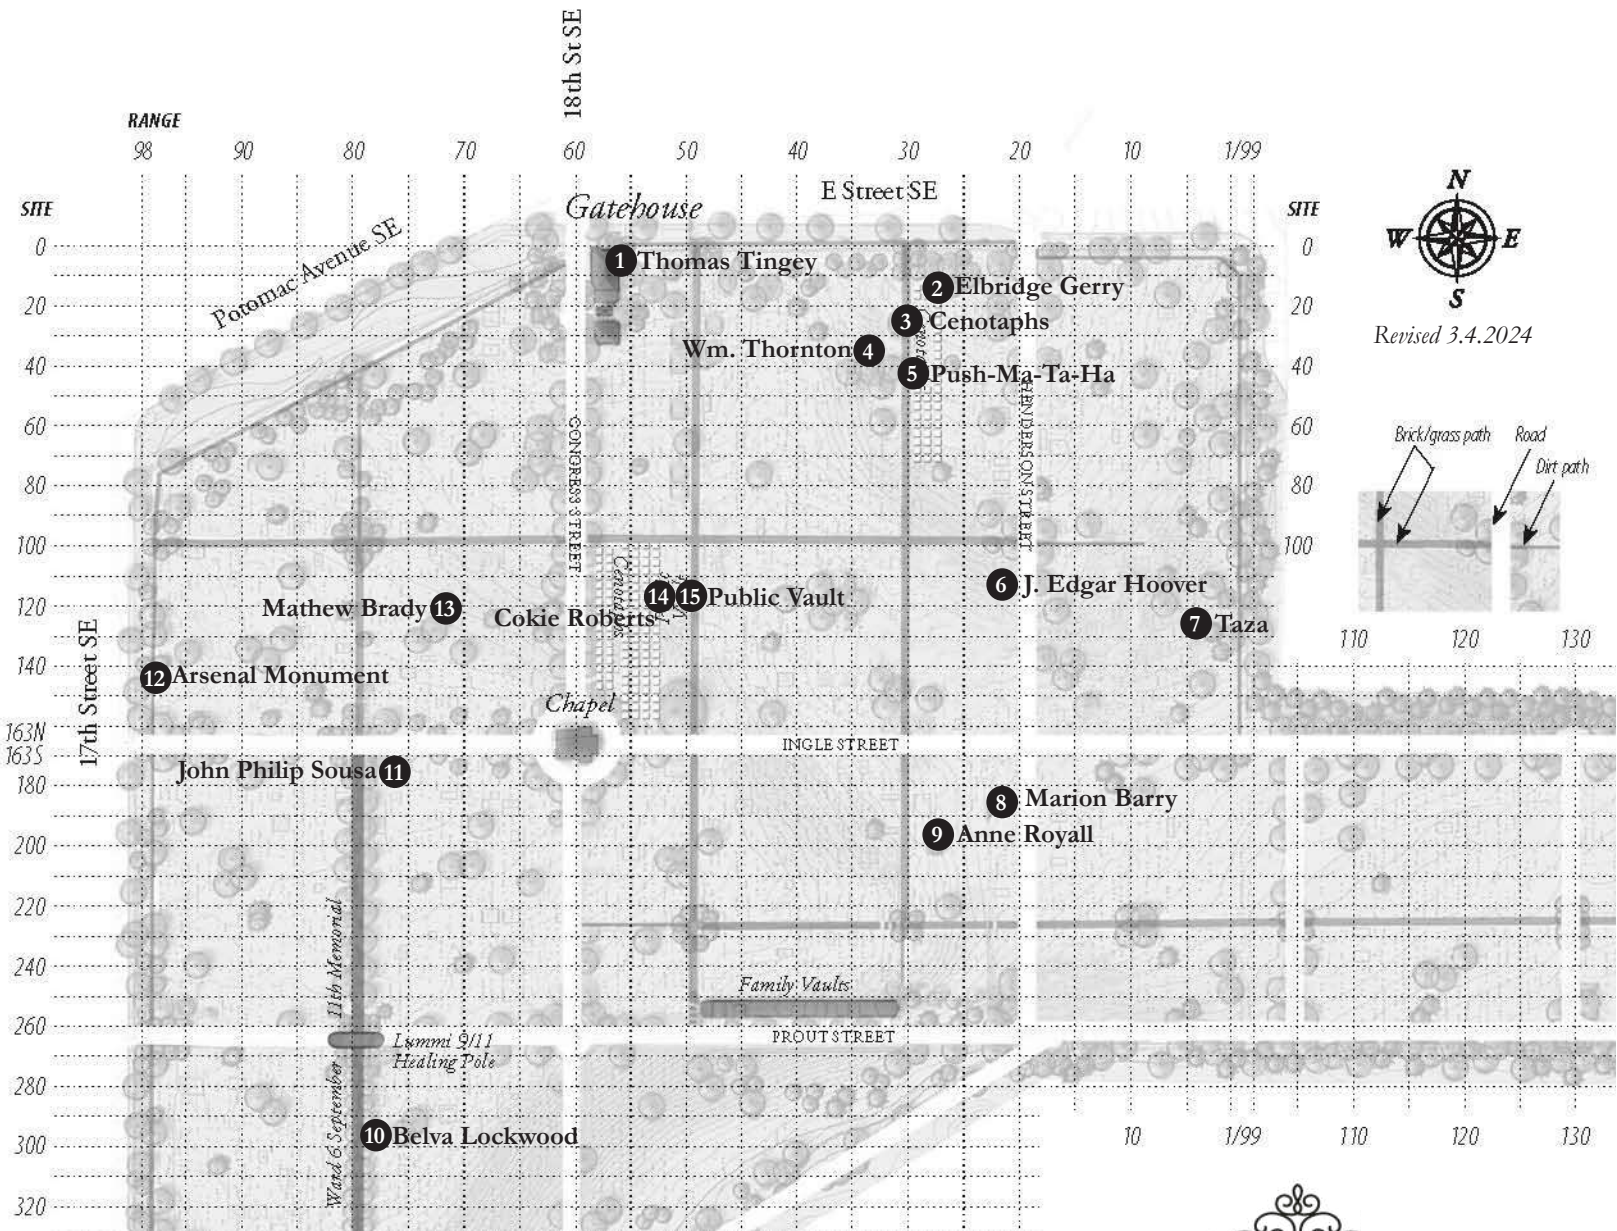 18th St SE
RANGE
98 90 80 70 60 50 40 30 20 10 1/99
E Street SE
Gatehouse
SITE
SITE
N
W E
S
Revised 3.4.2024
Potomac Avenue SE
0
20
40
60
80
100
120
140
163N
163S
180
200
220
240
260
280
300
320
0
20
40
60
80
100
1 Thomas Tingey
2 Elbridge Gerry
3 Cenotaphs
Wm. Thornton 4
5 Push-Ma-Ta-Ha
CONGRESS STREET
HENDERSON STREET
Brick/grass path
Road
Dirt path
6 J. Edgar Hoover
Mathew Brady 13
Cenotaphs
Cokie Roberts 14
15 Public Vault
7 Taza
110 120 130
17th Street SE
12 Arsenal Monument
Chapel
INGLE STREET
John Philip Sousa 11
8 Marion Barry
9 Anne Royall
Ward 6 September 11th Memorial
Family Vaults
PROUT STREET
Lummi 9/11
Healing Pole
10 Belva Lockwood
10 1/99 110 120 130